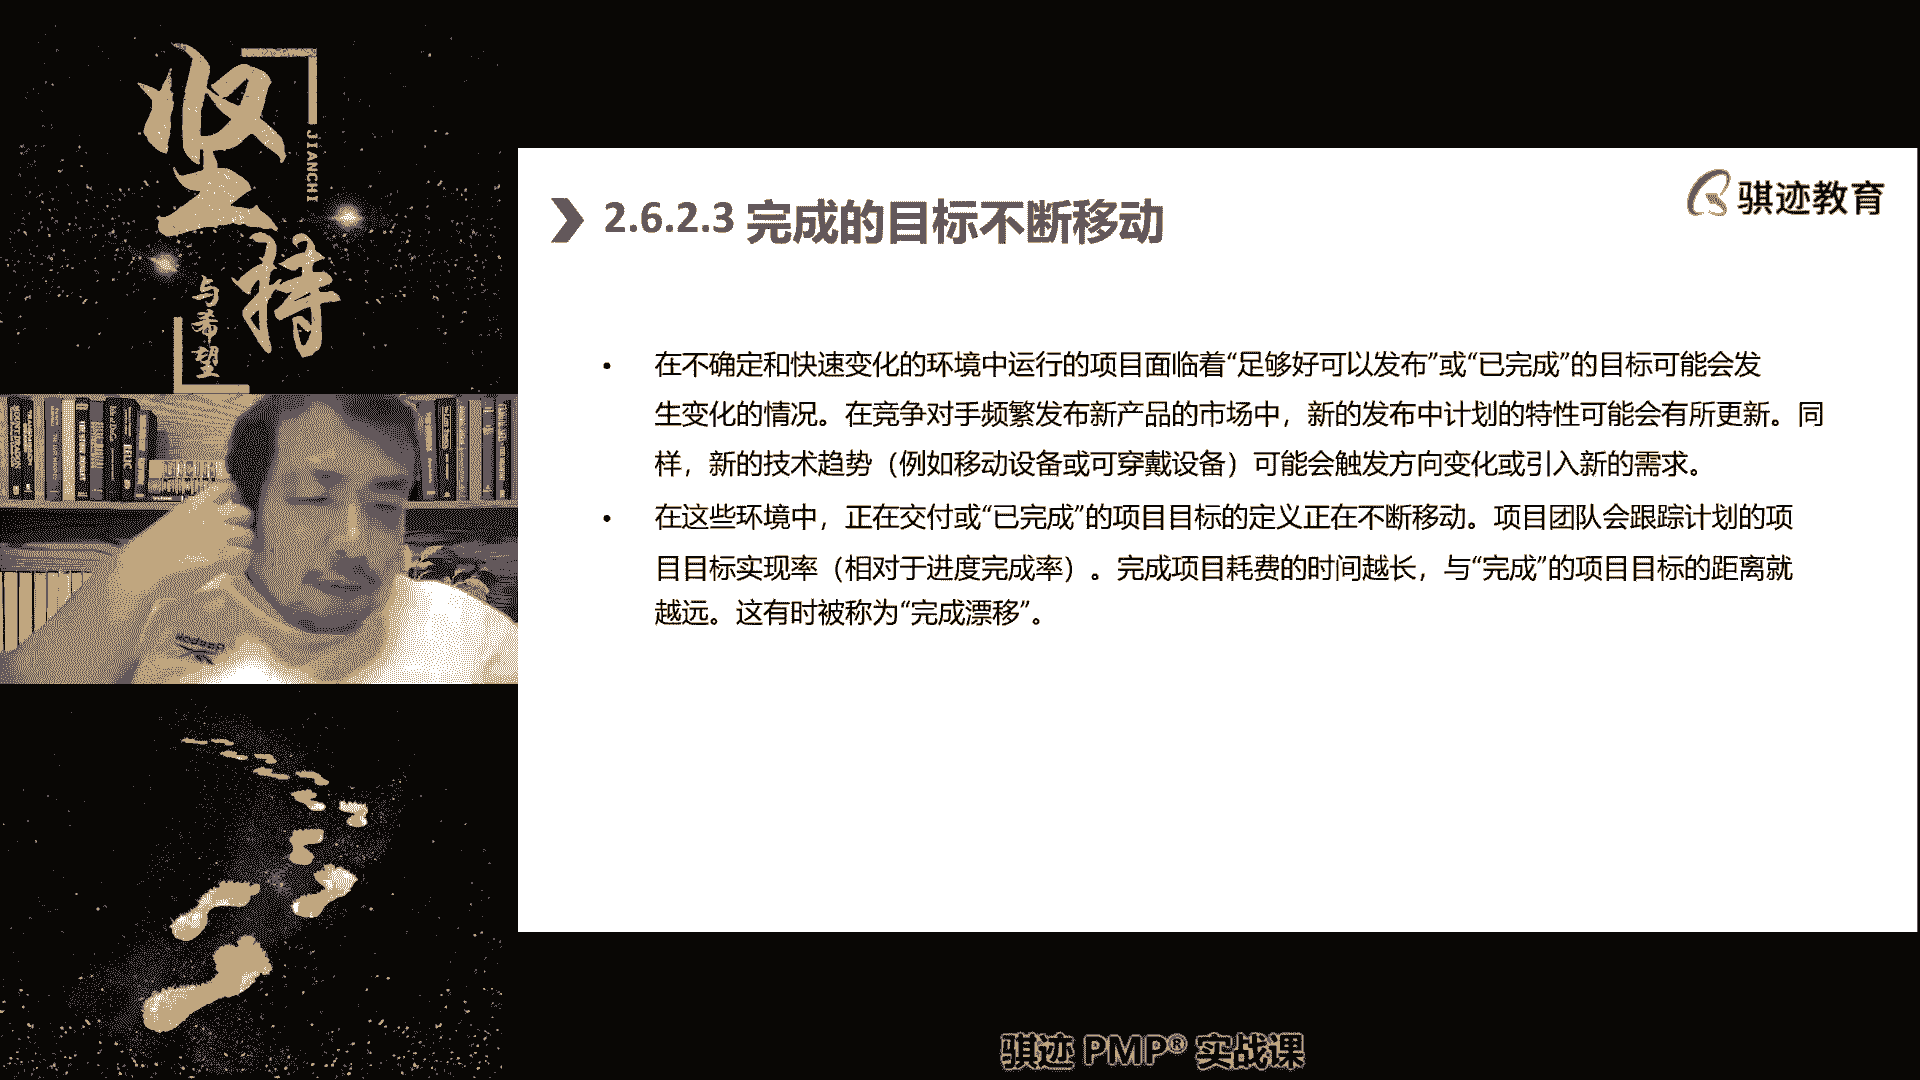 坚
持
JIANCHI
与希望
骐迹教育
2.6.2.3 完成的目标不断移动
• 在不确定和快速变化的环境中运行的项目面临着“足够好可以发布”或“已完成”的目标可能会发
生变化的情况。在竞争对手频繁发布新产品的市场中，新的发布中计划的特性可能会有所更新。同
样，新的技术趋势（例如移动设备或可穿戴设备）可能会触发方向变化或引入新的需求。
• 在这些环境中，正在交付或“已完成”的项目目标的定义正在不断移动。项目团队会跟踪计划的项
目目标实现率（相对于进度完成率）。完成项目耗费的时间越长，与“完成”的项目目标的距离就
越远。这有时被称为“完成漂移”。
骐迹 PMP® 实战课